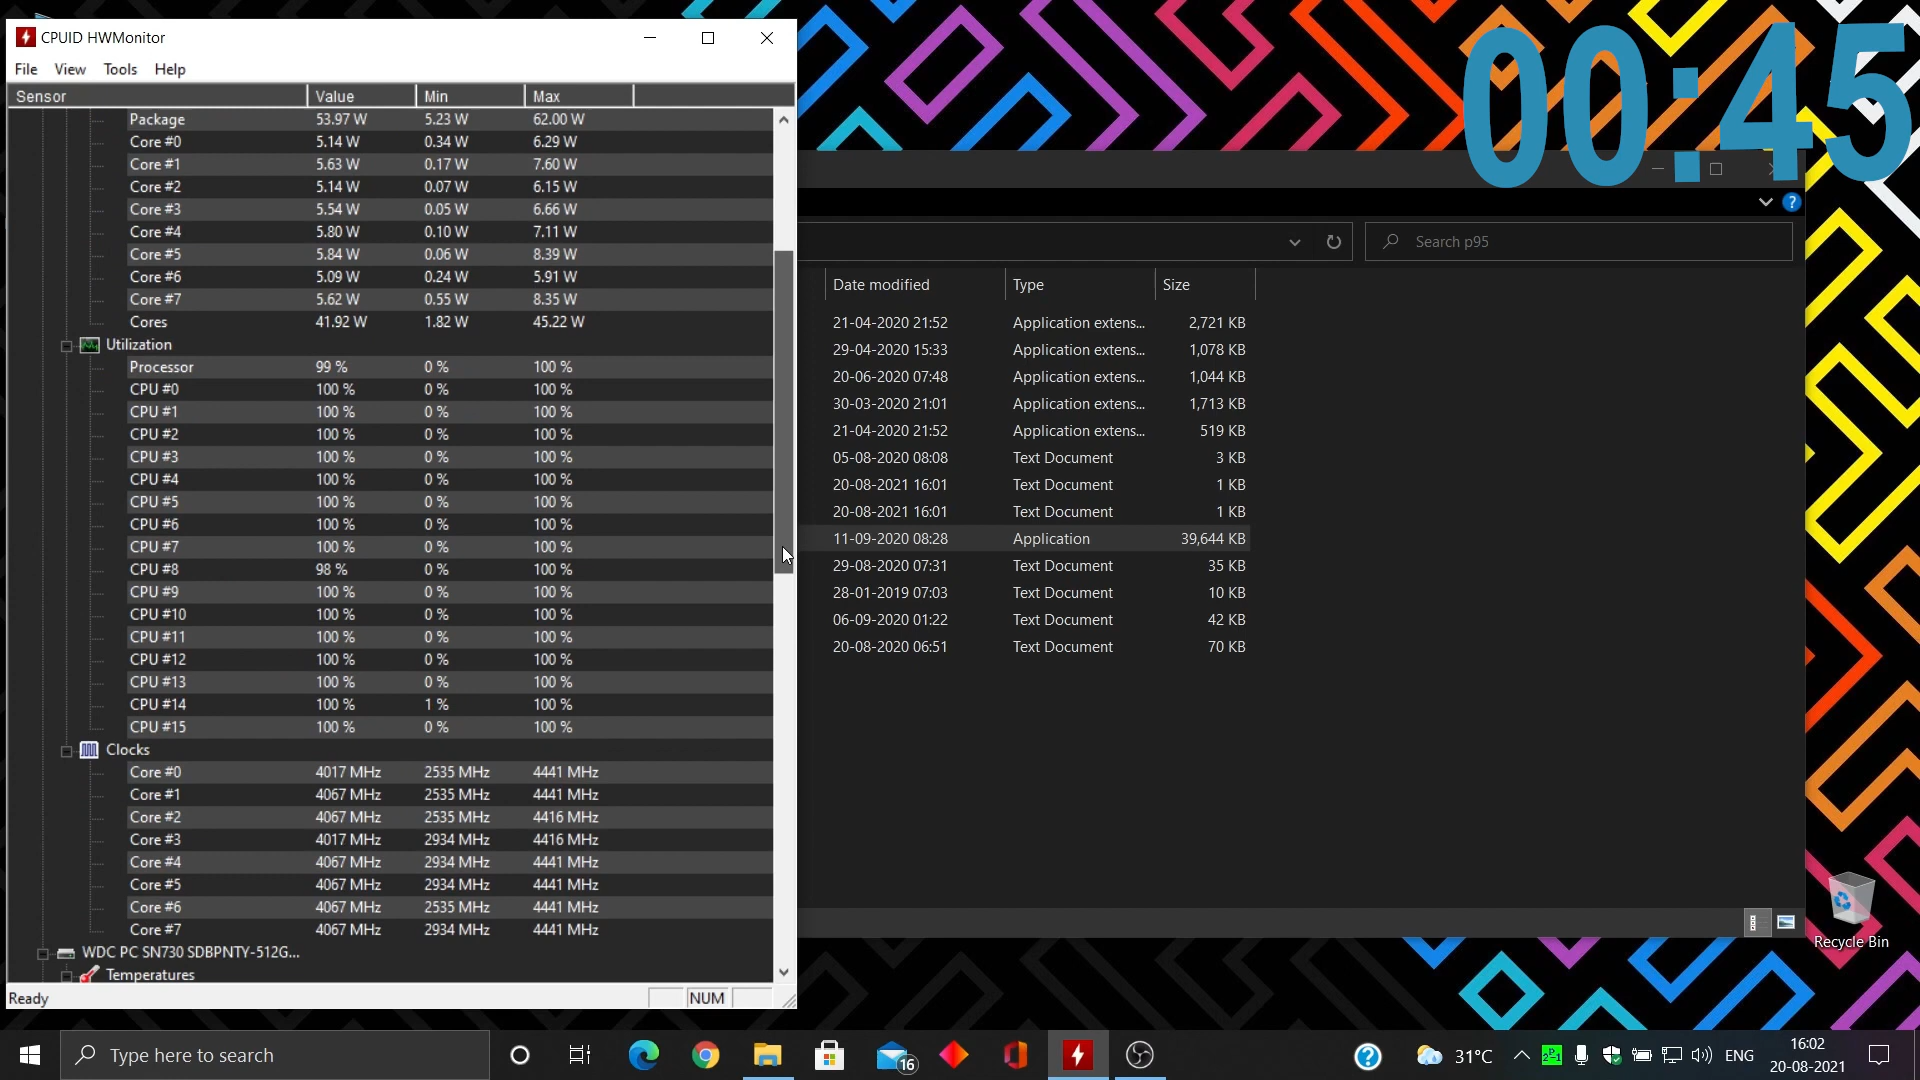 CPUID HWMonitor
File View Tools Help
Sensor Value Min Max
Package 53.97 W 5.23 W 62.00 W
Core #0 5.14 W 0.34 W 6.29 W
Core #1 5.63 W 0.17 W 7.60 W
Core #2 5.14 W 0.07 W 6.15 W
Core #3 5.54 W 0.05 W 6.66 W
Core #4 5.80 W 0.10 W 7.11 W
Core #5 5.84 W 0.06 W 8.39 W
Core #6 5.09 W 0.24 W 5.91 W
Core #7 5.62 W 0.55 W 8.35 W
Cores 41.92 W 1.82 W 45.22 W
Utilization
Processor 99 % 0 % 100 %
CPU #0 100 % 0 % 100 %
CPU #1 100 % 0 % 100 %
CPU #2 100 % 0 % 100 %
CPU #3 100 % 0 % 100 %
CPU #4 100 % 0 % 100 %
CPU #5 100 % 0 % 100 %
CPU #6 100 % 0 % 100 %
CPU #7 100 % 0 % 100 %
CPU #8 98 % 0 % 100 %
CPU #9 100 % 0 % 100 %
CPU #10 100 % 0 % 100 %
CPU #11 100 % 0 % 100 %
CPU #12 100 % 0 % 100 %
CPU #13 100 % 0 % 100 %
CPU #14 100 % 1 % 100 %
CPU #15 100 % 0 % 100 %
Clocks
Core #0 4017 MHz 2535 MHz 4441 MHz
Core #1 4067 MHz 2535 MHz 4441 MHz
Core #2 4067 MHz 2535 MHz 4416 MHz
Core #3 4017 MHz 2934 MHz 4416 MHz
Core #4 4067 MHz 2934 MHz 4441 MHz
Core #5 4067 MHz 2934 MHz 4441 MHz
Core #6 4067 MHz 2535 MHz 4441 MHz
Core #7 4067 MHz 2934 MHz 4441 MHz
WDC PC SN730 SDBPNTY-512G...
Temperatures
Ready NUM
00:45
Search p95
Date modified Type Size
21-04-2020 21:52 Application extens... 2,721 KB
29-04-2020 15:33 Application extens... 1,078 KB
20-06-2020 07:48 Application extens... 1,044 KB
30-03-2020 21:01 Application extens... 1,713 KB
21-04-2020 21:52 Application extens... 519 KB
05-08-2020 08:08 Text Document 3 KB
20-08-2021 16:01 Text Document 1 KB
20-08-2021 16:01 Text Document 1 KB
11-09-2020 08:28 Application 39,644 KB
29-08-2020 07:31 Text Document 35 KB
28-01-2019 07:03 Text Document 10 KB
06-09-2020 01:22 Text Document 42 KB
20-08-2020 06:51 Text Document 70 KB
Recycle Bin
Type here to search
16
31°C
ENG
16:02
20-08-2021